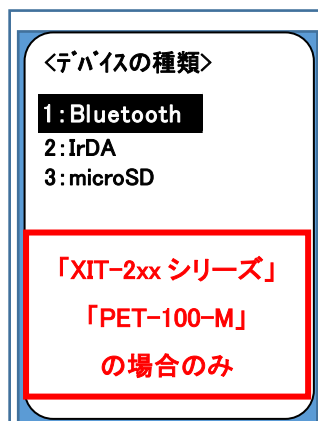 <ﾃﾞﾊﾞｲｽの種類>
1:Bluetooth
2:IrDA
3:microSD
「XIT-2xx シリーズ」
「PET-100-M」
の場合のみ